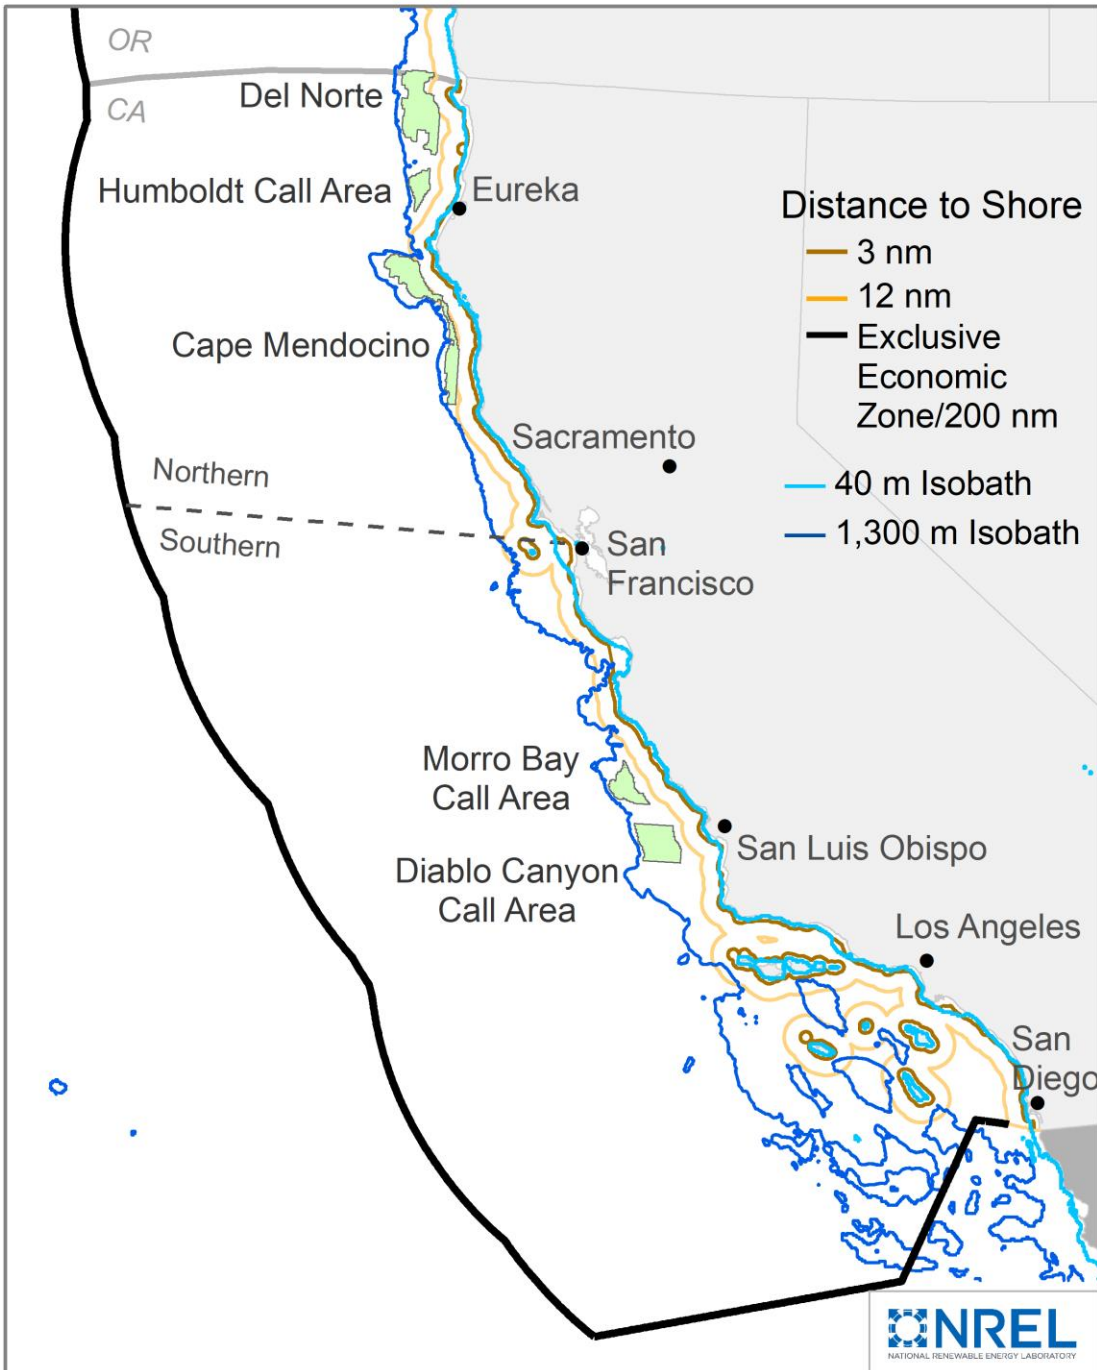 OR
CA
Del Norte
Humboldt Call Area
Eureka
Cape Mendocino
Distance to Shore
3 nm
12 nm
Exclusive
Economic
Zone/200 nm
40 m Isobath
1,300 m Isobath
Sacramento
Northern
Southern
San
Francisco
Morro Bay
Call Area
San Luis Obispo
Diablo Canyon
Call Area
Los Angeles
San
Diego
NREL
NATIONAL RENEWABLE ENERGY LABORATORY